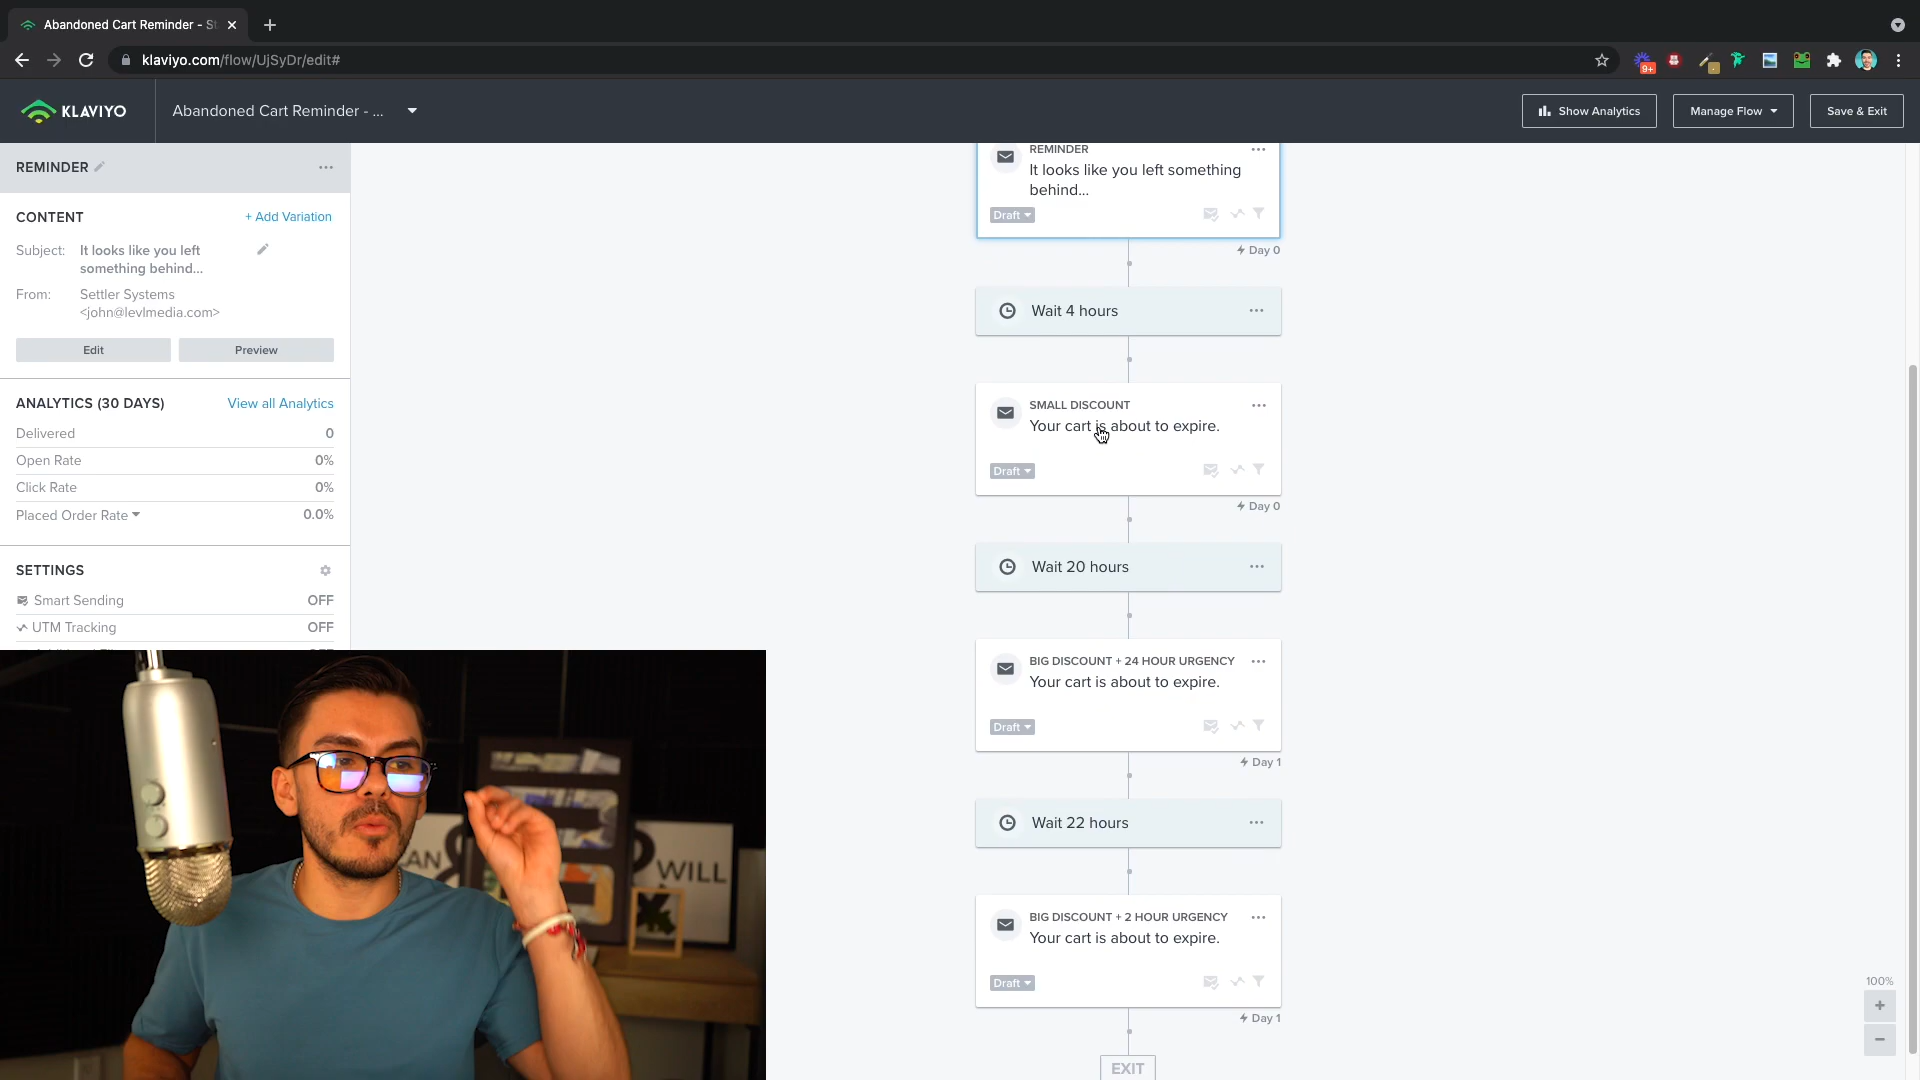 Abandoned Cart Reminder - St
klaviyo.com/flow/UjSyDr/edit#
9+
KLAVIYO
Abandoned Cart Reminder - ...
Show Analytics
Manage Flow
Save & Exit
REMINDER
CONTENT
+ Add Variation
Subject: It looks like you left
something behind...
From: Settler Systems
<john@levlmedia.com>
Edit
Preview
ANALYTICS (30 DAYS)
View all Analytics
Delivered 0
Open Rate 0%
Click Rate 0%
Placed Order Rate 0.0%
SETTINGS
Smart Sending OFF
UTM Tracking OFF
REMINDER
It looks like you left something
behind...
Draft
Day 0
Wait 4 hours
SMALL DISCOUNT
Your cart is about to expire.
Draft
Day 0
Wait 20 hours
BIG DISCOUNT + 24 HOUR URGENCY
Your cart is about to expire.
Draft
Day 1
Wait 22 hours
BIG DISCOUNT + 2 HOUR URGENCY
Your cart is about to expire.
Draft
Day 1
EXIT
100%
WILL